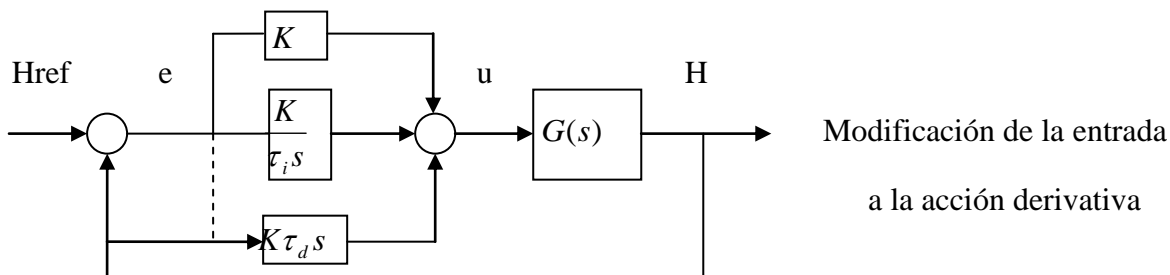 K
Href e u H
K
τ_i s
G(s)
Kτ_d s
Modificación de la entrada
a la acción derivativa